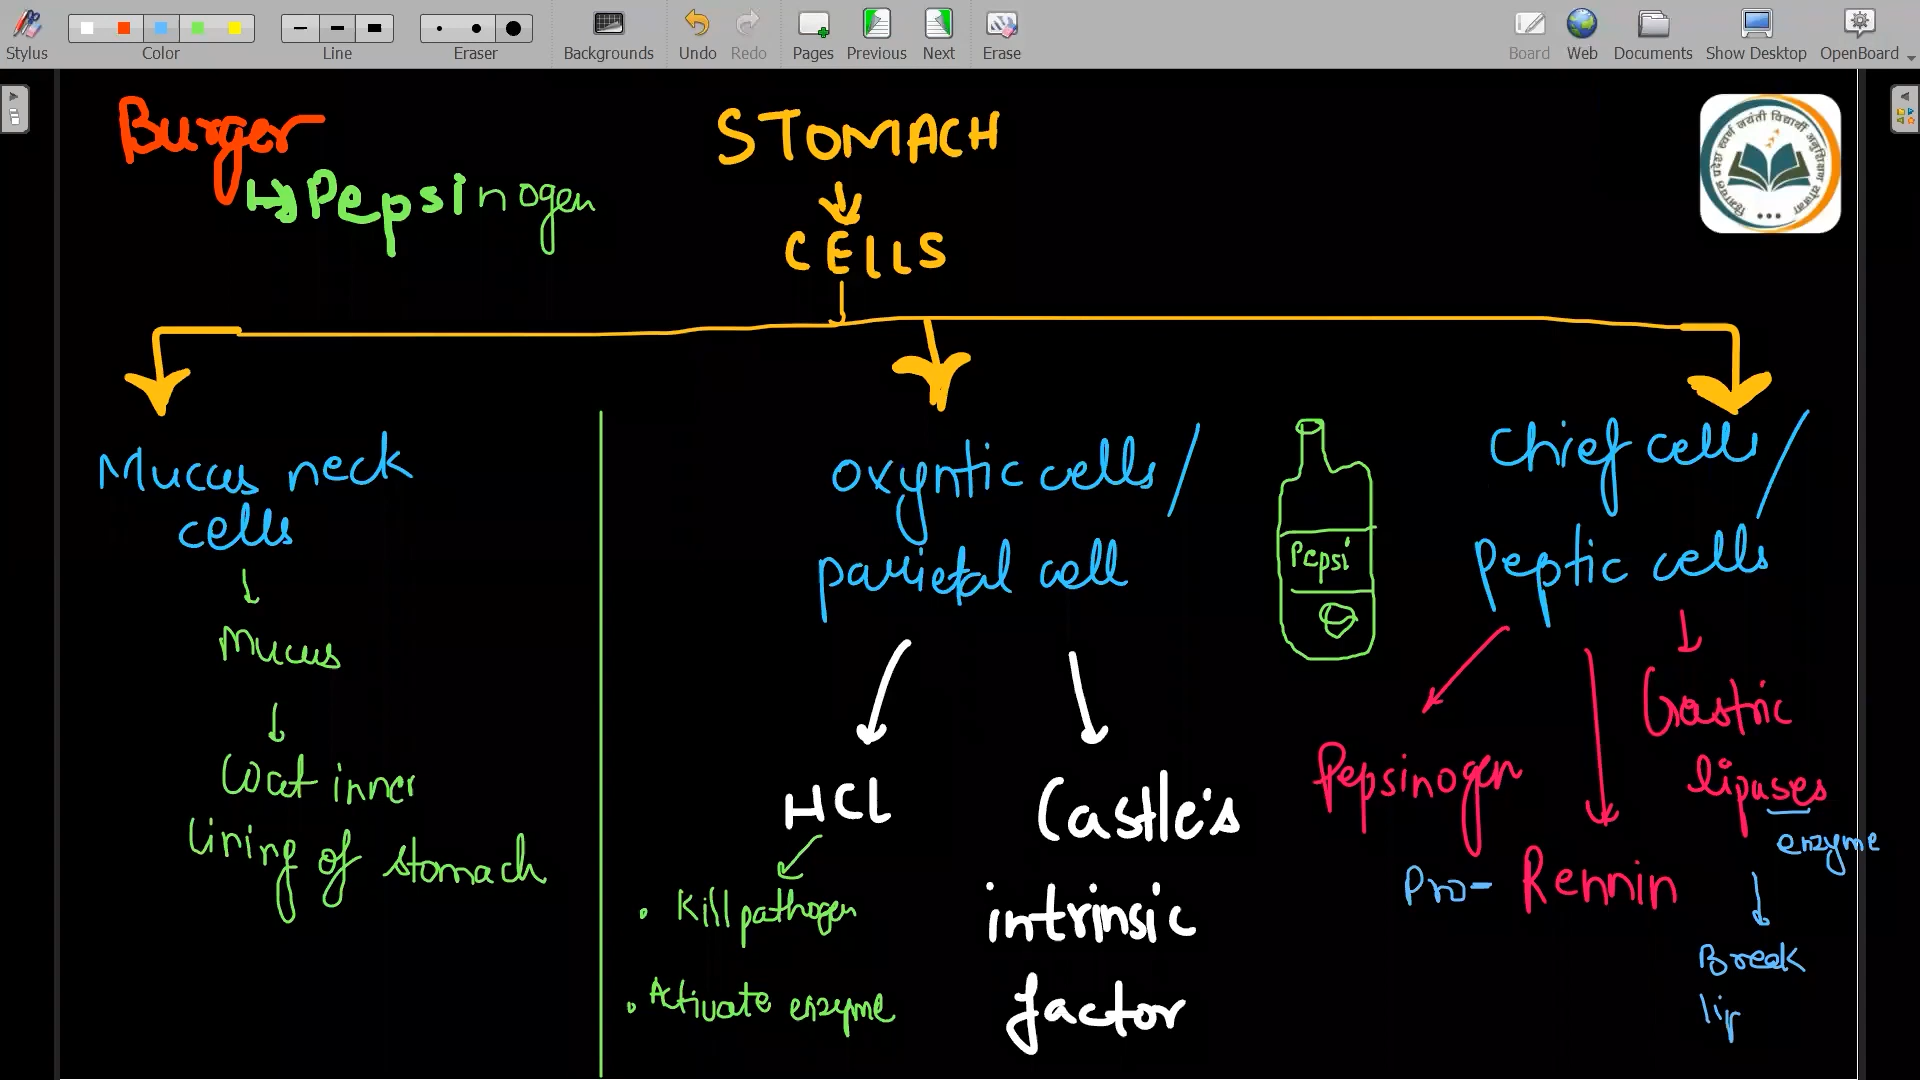 Stylus
Color
Line
Eraser
Backgrounds
Undo
Redo
Pages
Previous
Next
Erase
Board
Web
Documents
Show Desktop
OpenBoard
Burger
Pepsinogen
STOMACH
CELLS
Mucus neck
cells
Mucus
Coat inner
lining of stomach
oxyntic cells/
parietal cell
HCL
Kill pathogen
Activate enzyme
Castle's
intrinsic
factor
Pepsi
Chief cells/
peptic cells
Pepsinogen
Pro-Rennin
Gastric
lipases
enzyme
Break
lip